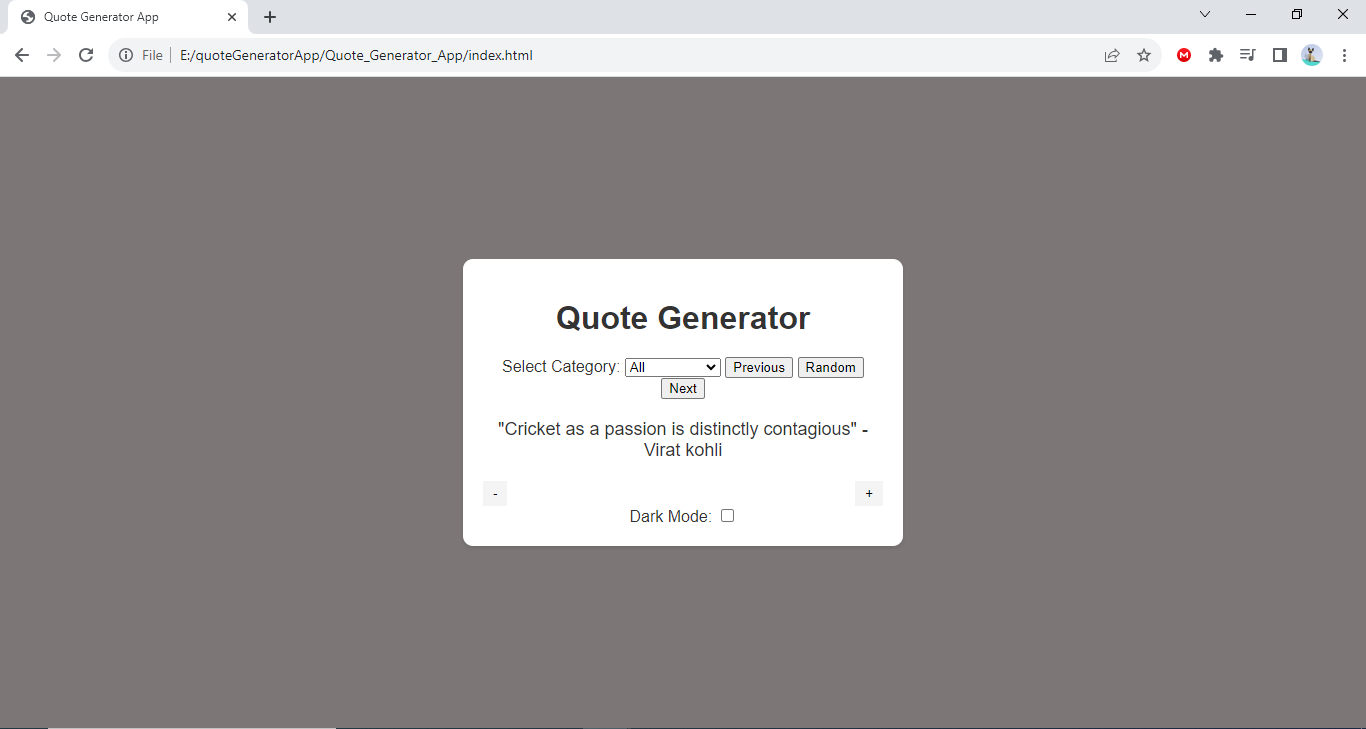 Quote Generator App
File | E:/quoteGeneratorApp/Quote_Generator_App/index.html
M
Quote Generator
Select Category: All Previous Random
Next
"Cricket as a passion is distinctly contagious" -
Virat kohli
- +
Dark Mode: